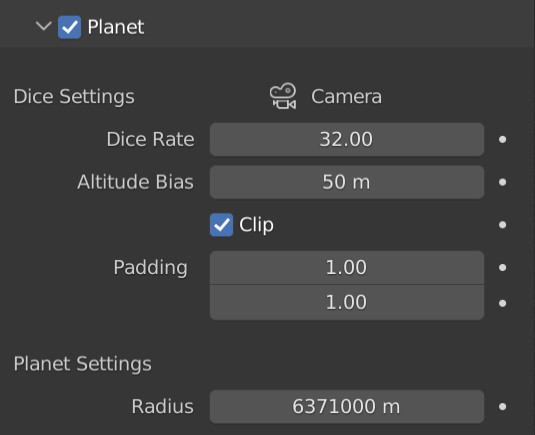 Planet
Dice Settings Camera
Dice Rate 32.00
Altitude Bias 50 m
Clip
Padding 1.00
1.00
Planet Settings
Radius 6371000 m